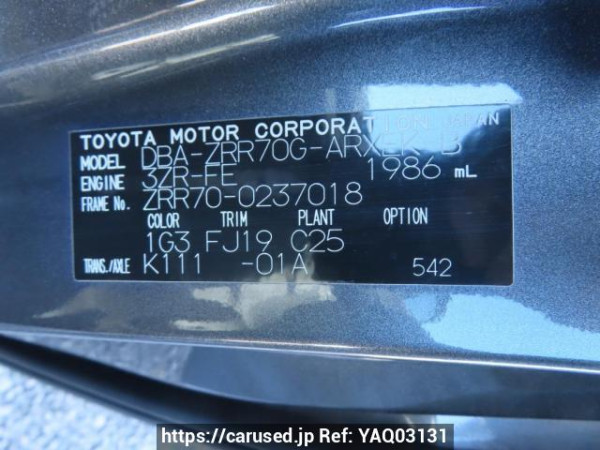 TOYOTA MOTOR CORPORATION JAPAN
MODEL DBA-ZRR70G-ARXEK-B
ENGINE 3ZR-FE 1986 mL
FRAME No. ZRR70-0237018
COLOR TRIM PLANT OPTION
1G3 FJ19 C25
TRANS./AXLE K111 -01A 542
https://carused.jp Ref: YAQ03131